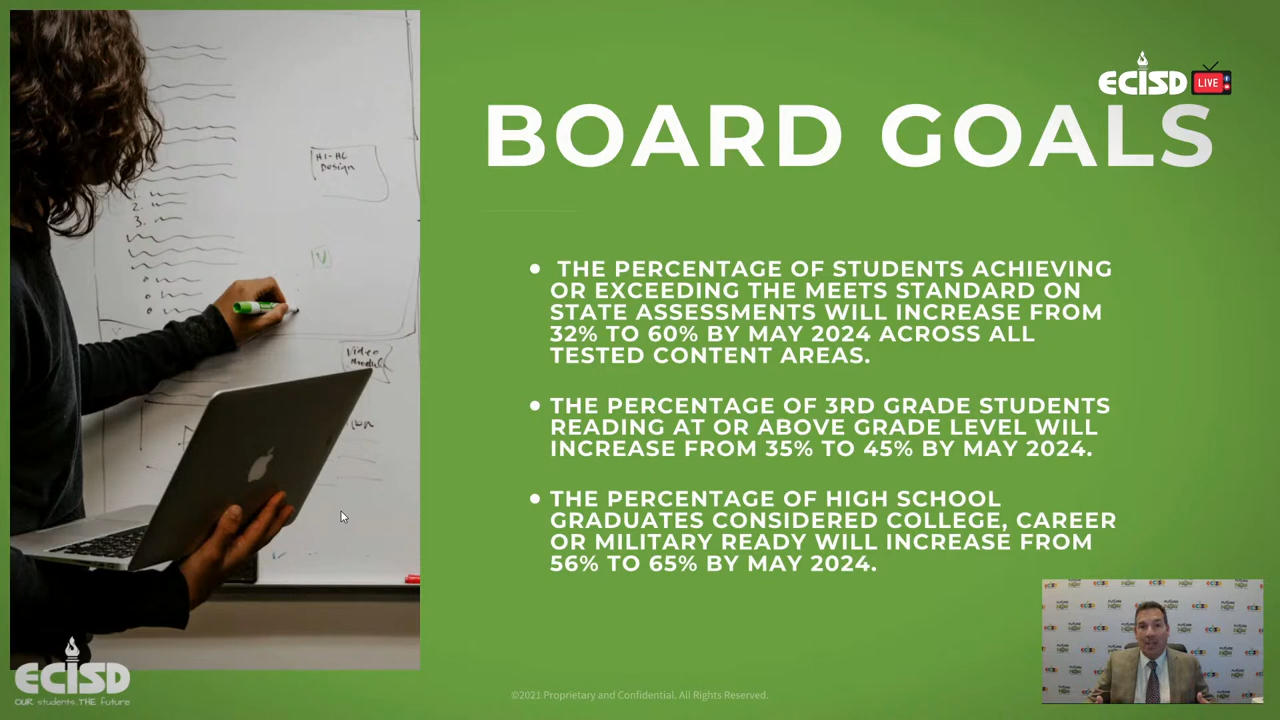 ECISD LIVE
BOARD GOALS
HI-HC
Design
• THE PERCENTAGE OF STUDENTS ACHIEVING
OR EXCEEDING THE MEETS STANDARD ON
STATE ASSESSMENTS WILL INCREASE FROM
32% TO 60% BY MAY 2024 ACROSS ALL
TESTED CONTENT AREAS.
• THE PERCENTAGE OF 3RD GRADE STUDENTS
READING AT OR ABOVE GRADE LEVEL WILL
INCREASE FROM 35% TO 45% BY MAY 2024.
• THE PERCENTAGE OF HIGH SCHOOL
GRADUATES CONSIDERED COLLEGE, CAREER
OR MILITARY READY WILL INCREASE FROM
56% TO 65% BY MAY 2024.
1.
2.
3.
Video
ECISD
OUR students...THE future
©2021 Proprietary and Confidential. All Rights Reserved.